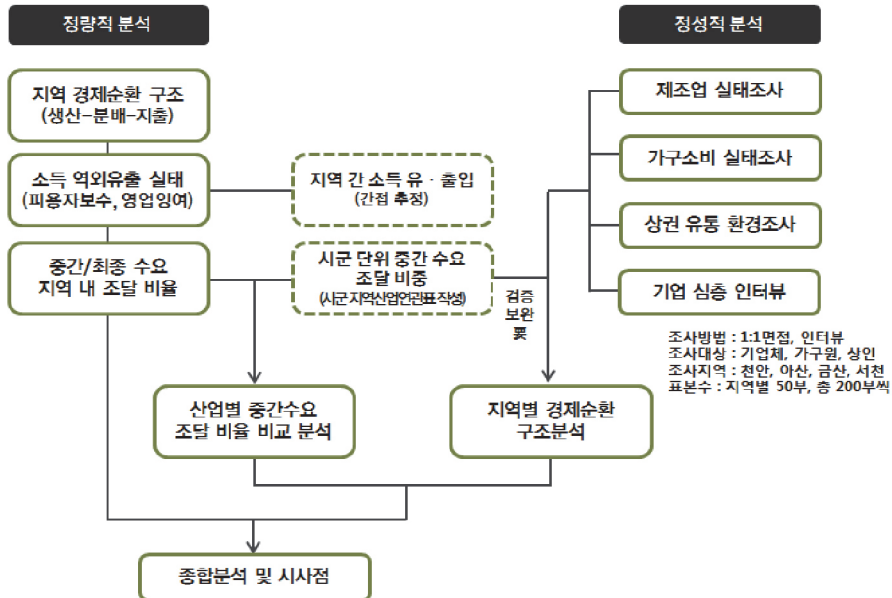 정량적 분석
정성적 분석
지역 경제순환 구조
(생산-분배-지출)
소득 역외유출 실태
(피용자보수, 영업잉여)
중간/최종 수요
지역 내 조달 비율
지역 간 소득 유 · 출입
(간접 추정)
시군 단위 중간 수요
조달 비중
(시군 지역산업연관표 작성)
검증
보완
要
제조업 실태조사
가구소비 실태조사
상권 유통 환경조사
기업 심층 인터뷰
조사방법 : 1:1면접, 인터뷰
조사대상 : 기업체, 가구원, 상인
조사지역 : 천안, 아산, 금산, 서천
표본수 : 지역별 50부, 총 200부씩
산업별 중간수요
조달 비율 비교 분석
지역별 경제순환
구조분석
종합분석 및 시사점